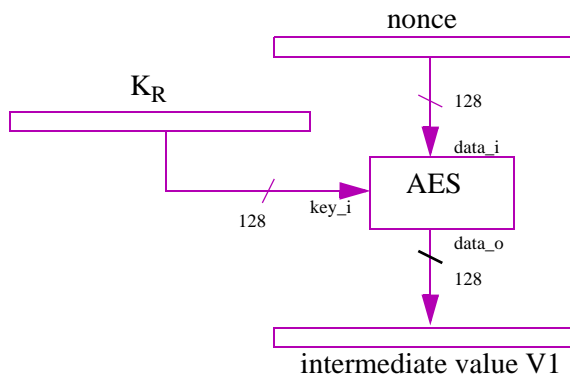 nonce
K_R
128
data_i
AES
key_i
128
data_o
128
intermediate value V1